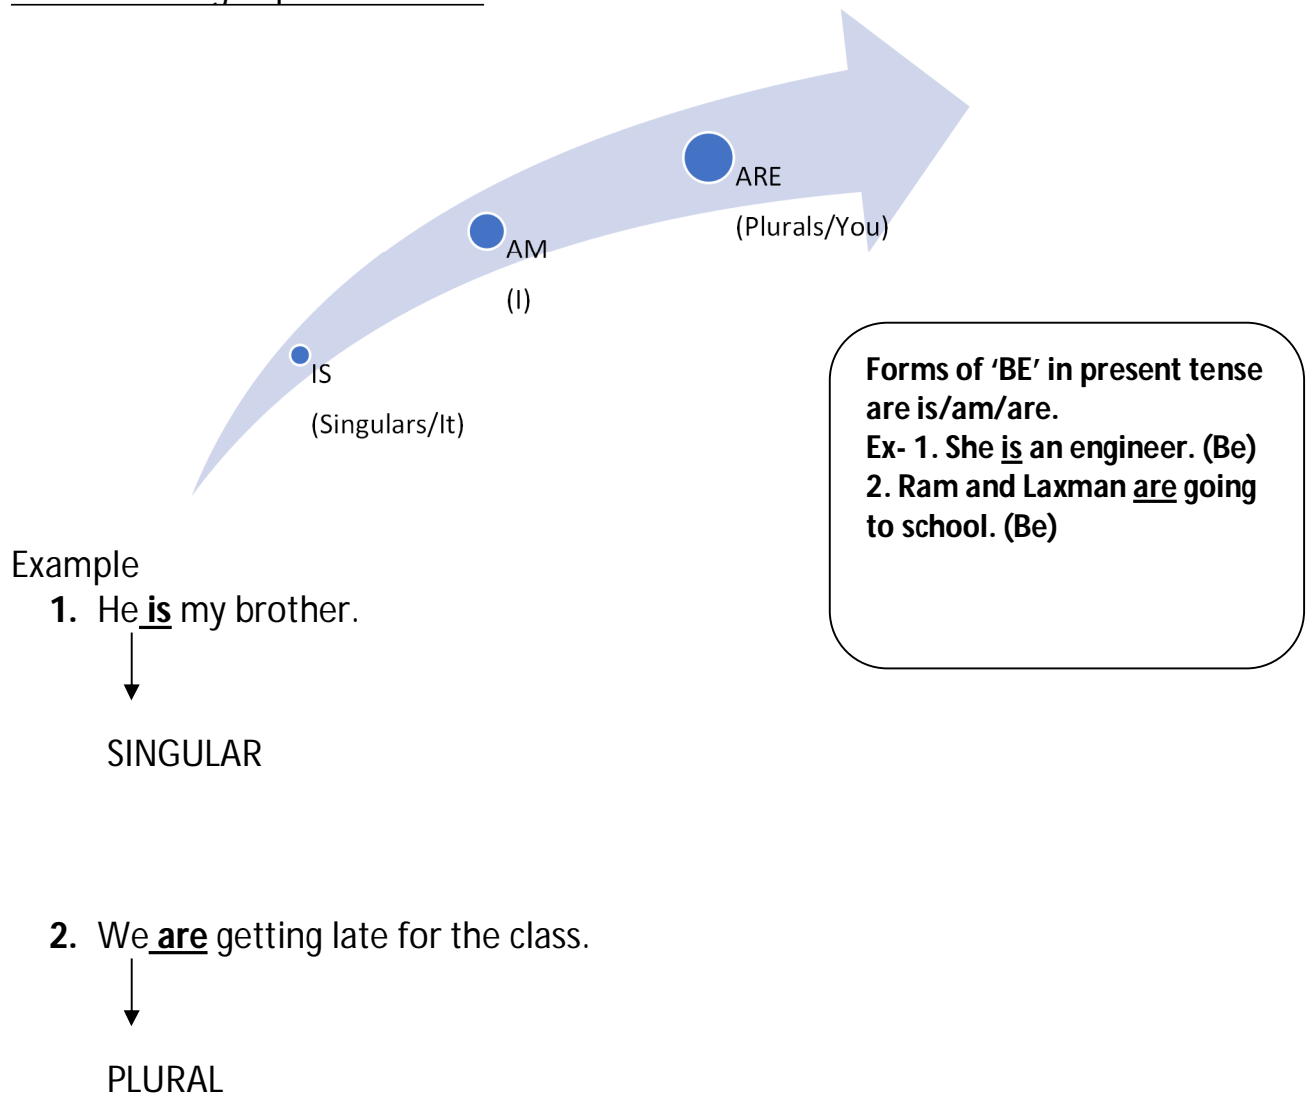 ARE
(Plurals/You)
AM
(I)
IS
(Singulars/It)
Forms of ‘BE’ in present tense
are is/am/are.
Ex- 1. She is an engineer. (Be)
2. Ram and Laxman are going
to school. (Be)
Example
1. He is my brother.
SINGULAR
2. We are getting late for the class.
PLURAL